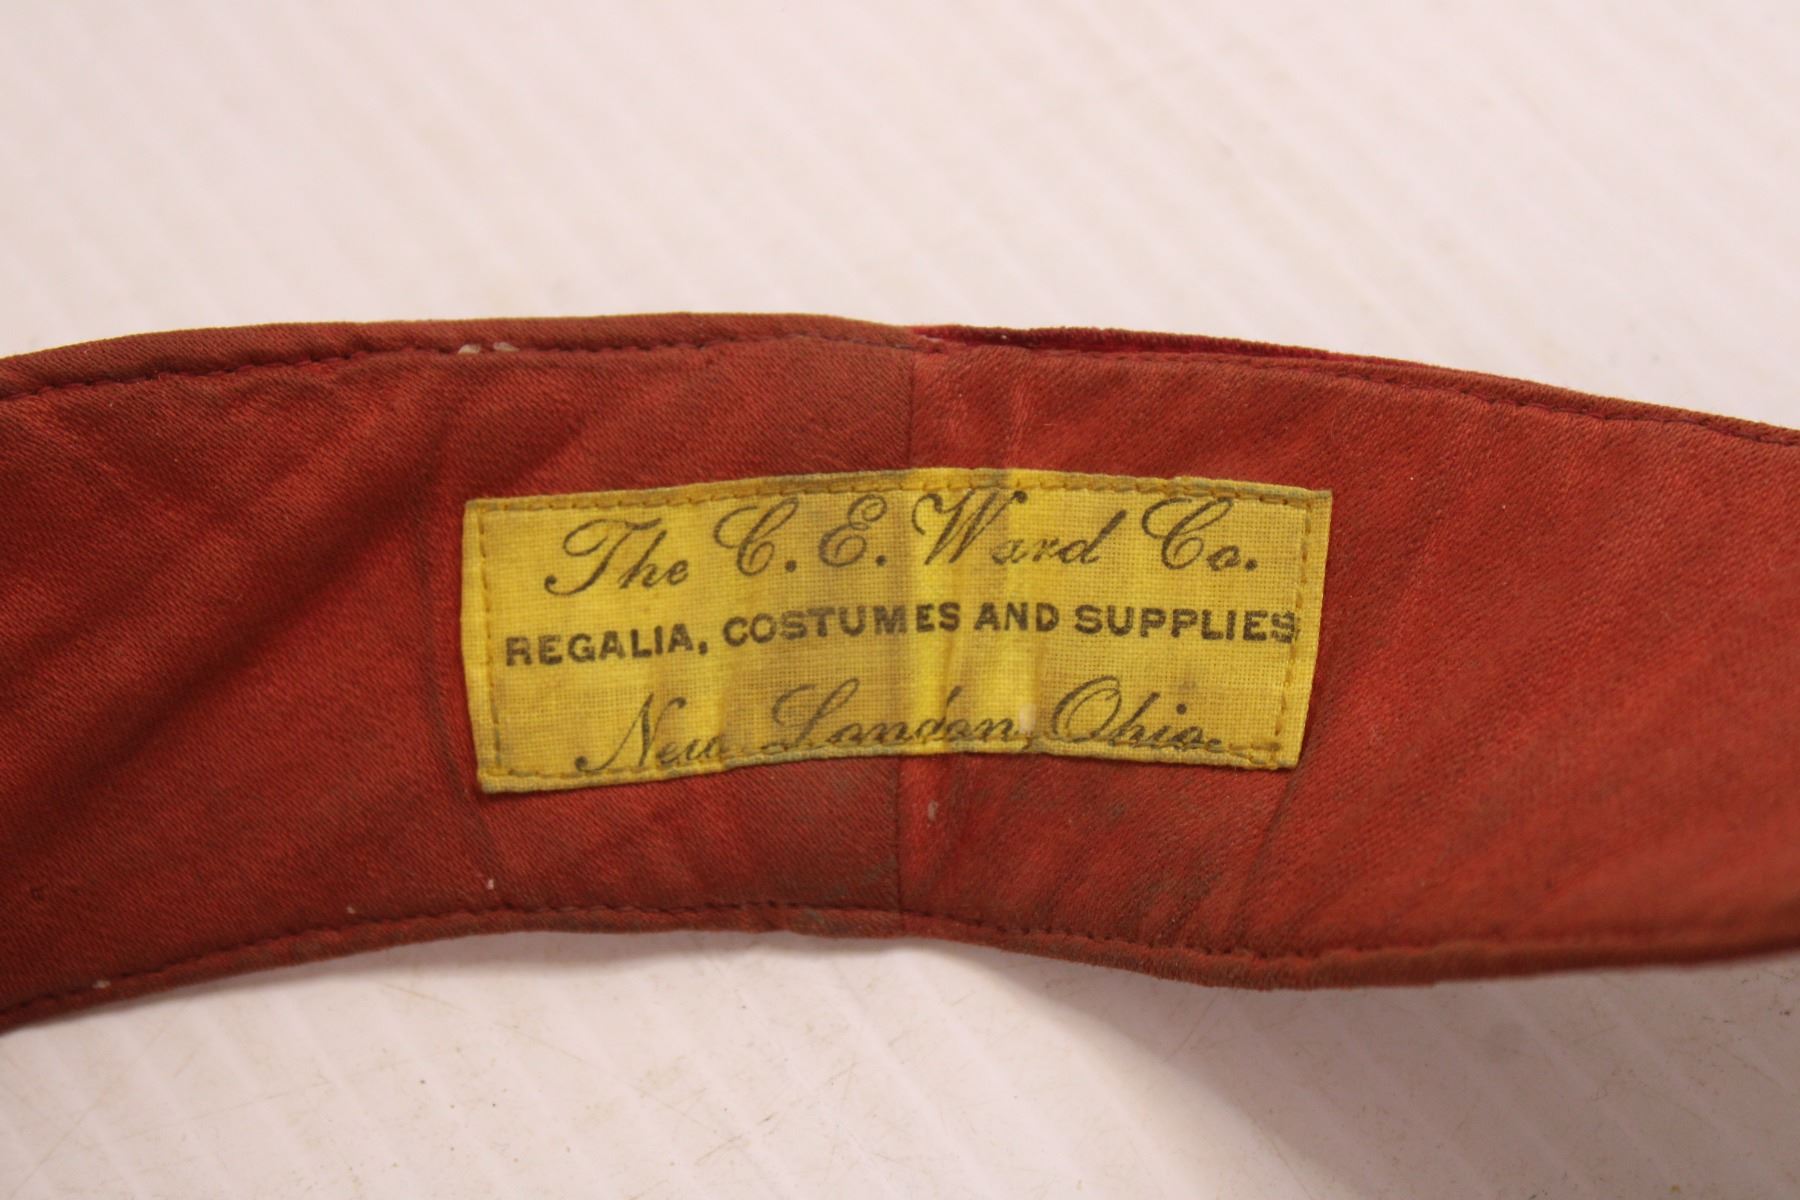 The C. E. Ward Co.
REGALIA, COSTUMES AND SUPPLIES
New London, Ohio.